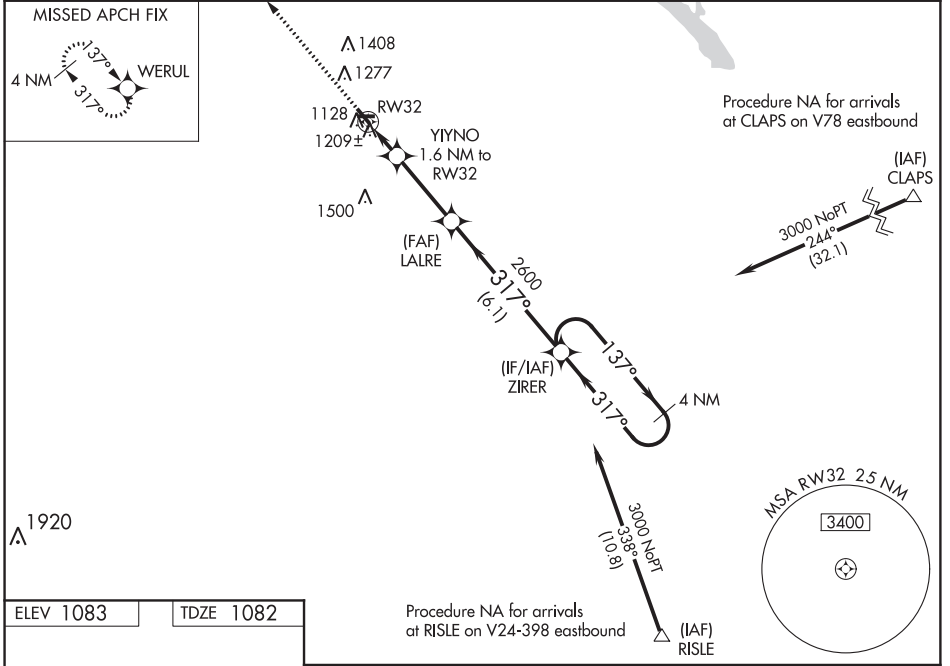 MISSED APCH FIX
137°
WERUL
4 NM
317°
1408
1277
1128
RW32
1209±
YIYNO
1.6 NM to
RW32
1500
(FAF)
LALRE
2600
317°
(6.1)
Procedure NA for arrivals
at CLAPS on V78 eastbound
(IAF)
CLAPS
3000 NoPT
244°
(32.1)
(IF/IAF)
ZIRER
137°
317°
4 NM
3000 NoPT
338°
(10.8)
MSA RW32 25 NM
3400
1920
ELEV 1083
TDZE 1082
Procedure NA for arrivals
at RISLE on V24-398 eastbound
(IAF)
RISLE